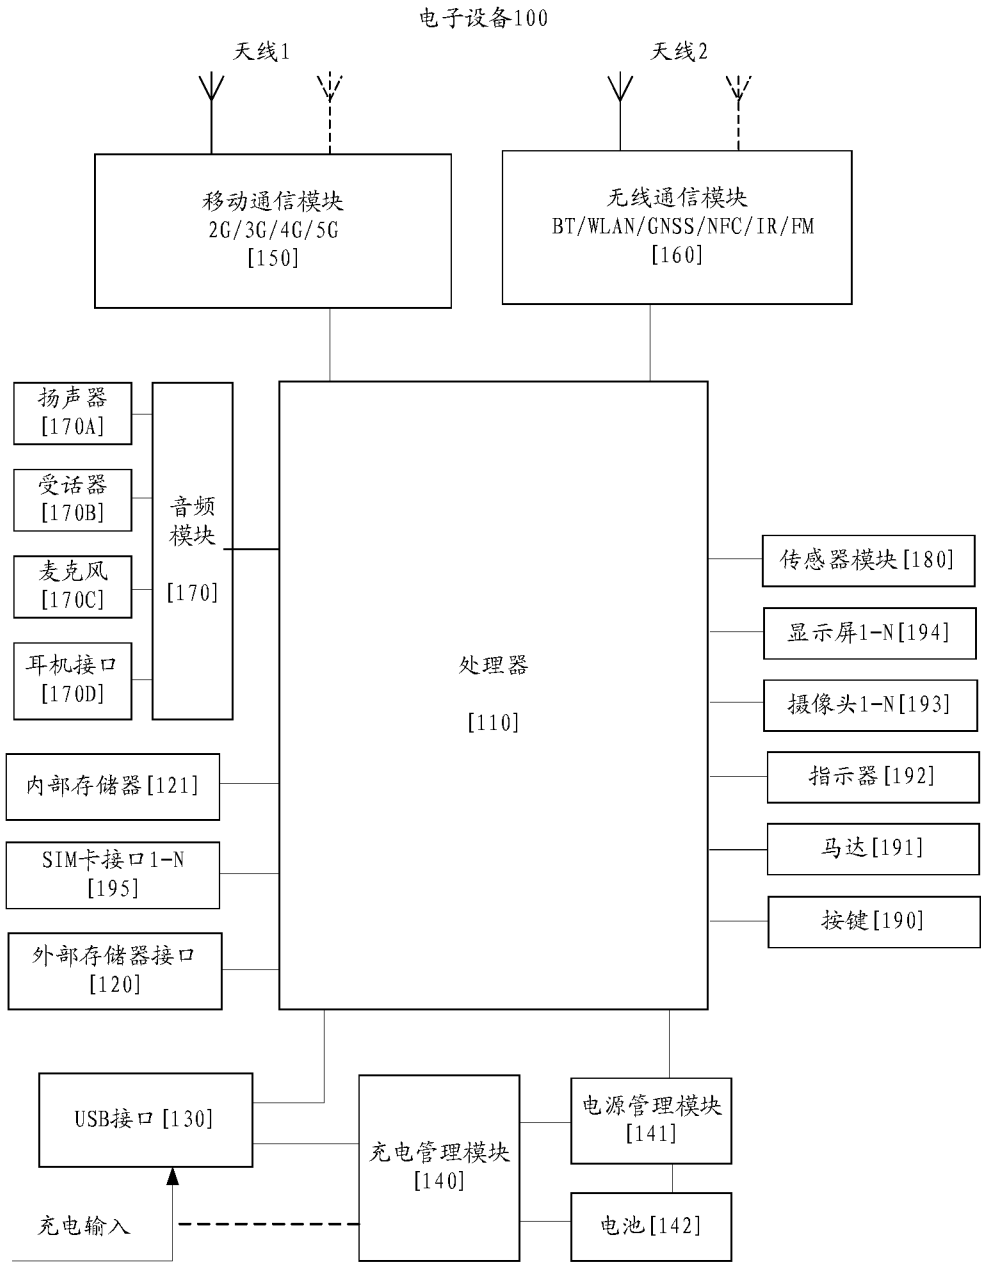 电子设备100
天线1
天线2
移动通信模块
2G/3G/4G/5G
[150]
无线通信模块
BT/WLAN/GNSS/NFC/IR/FM
[160]
扬声器
[170A]
受话器
[170B]
麦克风
[170C]
耳机接口
[170D]
音频
模块
[170]
处理器
[110]
传感器模块[180]
显示屏1-N[194]
摄像头1-N[193]
指示器[192]
马达[191]
按键[190]
内部存储器[121]
SIM卡接口1-N
[195]
外部存储器接口
[120]
USB接口[130]
充电管理模块
[140]
电源管理模块
[141]
电池[142]
充电输入